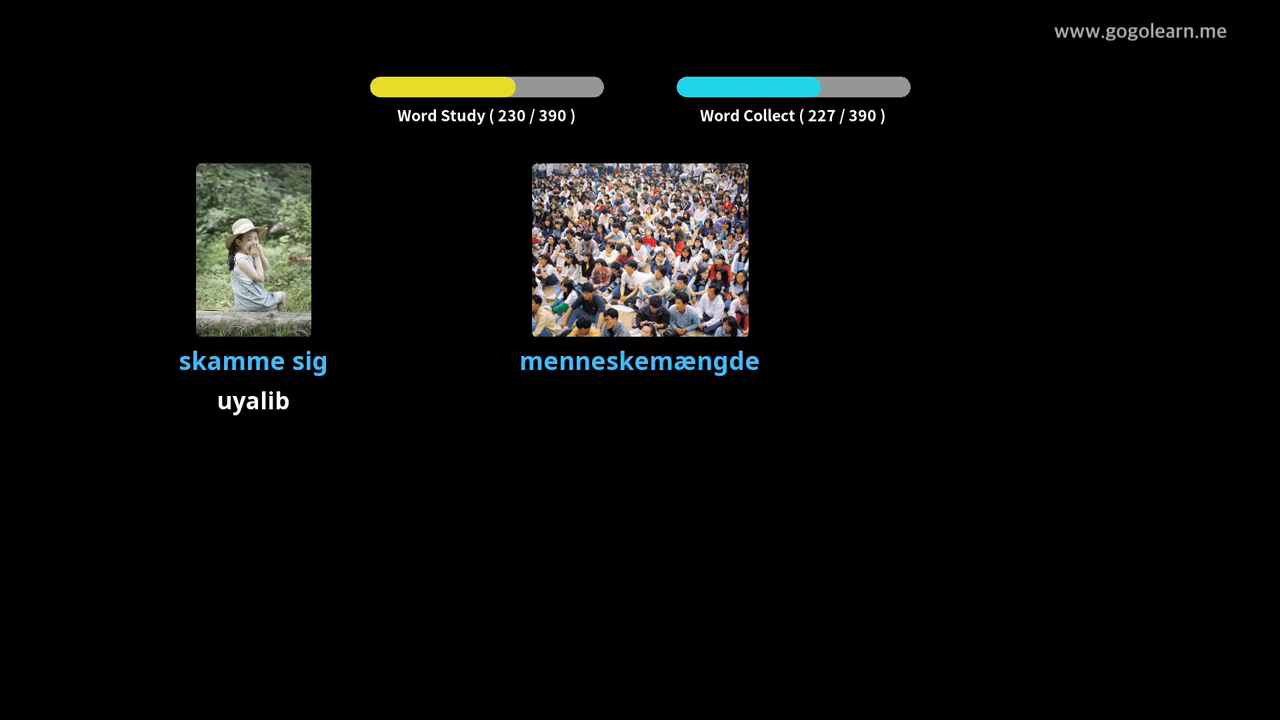 www.gogolearn.me
Word Study ( 230 / 390 )
Word Collect ( 227 / 390 )
skamme sig
uyalib
menneskemængde